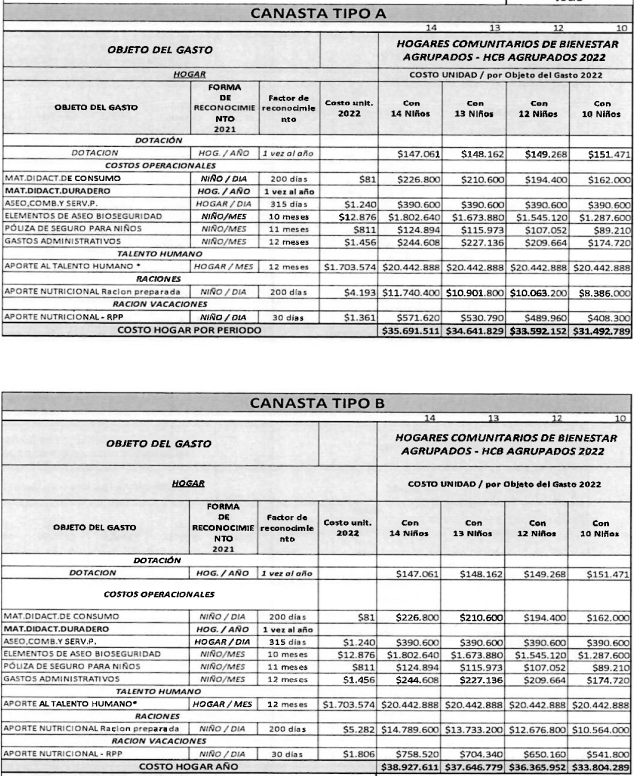 CANASTA TIPO A
14 13 12 10
OBJETO DEL GASTO
HOGARES COMUNITARIOS DE BIENESTAR AGRUPADOS - HCB AGRUPADOS 2022
HOGAR COSTO UNIDAD / por Objeto del Gasto 2022
OBJETO DEL GASTO FORMA DE RECONOCIMIE NTO 2021 Factor de reconocimie nto Costo unit. 2022 Con 14 Niños Con 13 Niños Con 12 Niños Con 10 Niños
DOTACIÓN
DOTACION HOG. / AÑO 1 vez al año $147.061 $148.162 $149.268 $151.471
COSTOS OPERACIONALES
MAT.DIDACT.DE CONSUMO NIÑO / DIA 200 días $81 $226.800 $210.600 $194.400 $162.000
MAT.DIDACT.DURADERO HOG. / AÑO 1 vez al año
ASEO,COMB.Y SERV.P. HOGAR / DIA 315 días $1.240 $390.600 $390.600 $390.600 $390.600
ELEMENTOS DE ASEO BIOSEGURIDAD NIÑO/MES 10 meses $12.876 $1.802.640 $1.673.880 $1.545.120 $1.287.600
PÓLIZA DE SEGURO PARA NIÑOS NIÑO/MES 11 meses $811 $124.894 $115.973 $107.052 $89.210
GASTOS ADMINISTRATIVOS NIÑO/MES 12 meses $1.456 $244.608 $227.136 $209.664 $174.720
TALENTO HUMANO
APORTE AL TALENTO HUMANO * HOGAR / MES 12 meses $1.703.574 $20.442.888 $20.442.888 $20.442.888 $20.442.888
RACIONES
APORTE NUTRICIONAL Racion preparada NIÑO / DIA 200 días $4.193 $11.740.400 $10.901.800 $10.063.200 $8.386.000
RACION VACACIONES
APORTE NUTRICIONAL - RPP NIÑO / DIA 30 días $1.361 $571.620 $530.790 $489.960 $408.300
COSTO HOGAR POR PERIODO $35.691.511 $34.641.829 $33.592.152 $31.492.789
CANASTA TIPO B
14 13 12 10
OBJETO DEL GASTO
HOGARES COMUNITARIOS DE BIENESTAR AGRUPADOS - HCB AGRUPADOS 2022
HOGAR COSTO UNIDAD / por Objeto del Gasto 2022
OBJETO DEL GASTO FORMA DE RECONOCIMIE NTO 2021 Factor de reconocimie nto Costo unit. 2022 Con 14 Niños Con 13 Niños Con 12 Niños Con 10 Niños
DOTACIÓN
DOTACION HOG. / AÑO 1 vez al año $147.061 $148.162 $149.268 $151.471
COSTOS OPERACIONALES
MAT.DIDACT.DE CONSUMO NIÑO / DIA 200 días $81 $226.800 $210.600 $194.400 $162.000
MAT.DIDACT.DURADERO HOG. / AÑO 1 vez al año
ASEO,COMB.Y SERV.P. HOGAR / DIA 315 días $1.240 $390.600 $390.600 $390.600 $390.600
ELEMENTOS DE ASEO BIOSEGURIDAD NIÑO/MES 10 meses $12.876 $1.802.640 $1.673.880 $1.545.120 $1.287.600
PÓLIZA DE SEGURO PARA NIÑOS NIÑO/MES 11 meses $811 $124.894 $115.973 $107.052 $89.210
GASTOS ADMINISTRATIVOS NIÑO/MES 12 meses $1.456 $244.608 $227.136 $209.664 $174.720
TALENTO HUMANO
APORTE AL TALENTO HUMANO* HOGAR / MES 12 meses $1.703.574 $20.442.888 $20.442.888 $20.442.888 $20.442.888
RACIONES
APORTE NUTRICIONAL Racion preparada NIÑO / DIA 200 días $5.282 $14.789.600 $13.733.200 $12.676.800 $10.564.000
RACION VACACIONES
APORTE NUTRICIONAL - RPP NIÑO / DIA 30 días $1.806 $758.520 $704.340 $650.160 $541.800
COSTO HOGAR AÑO $38.927.611 $37.646.779 $36.365.952 $33.804.289